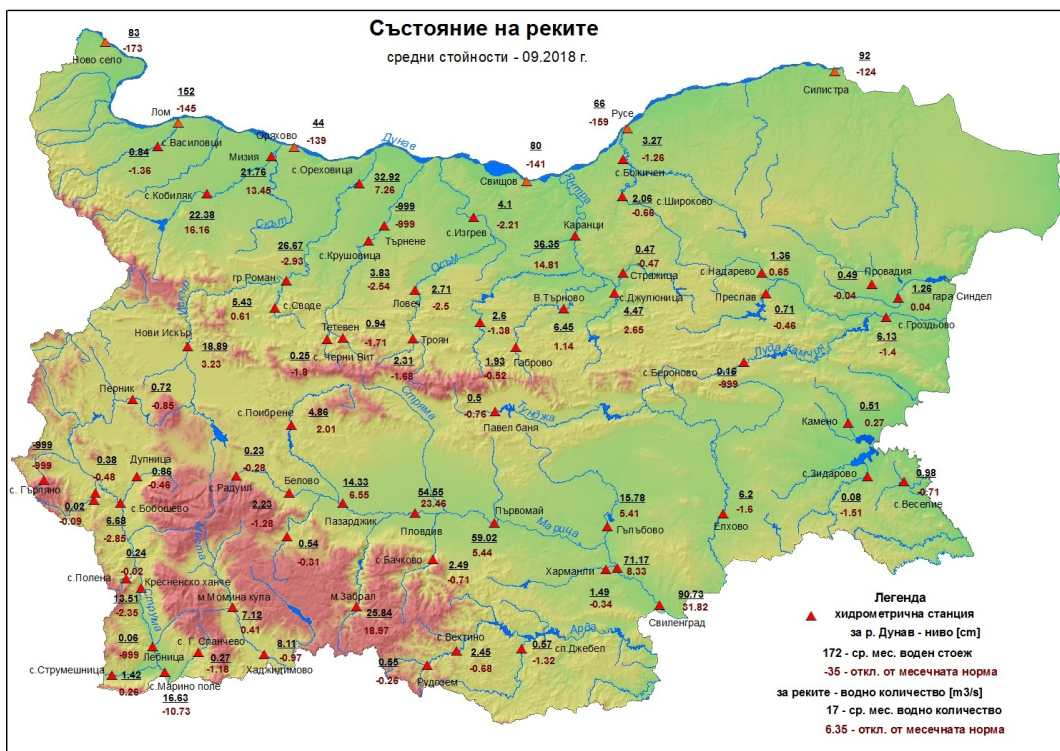 Състояние на реките
средни стойности - 09.2018 г.
83
-173
Ново село
92
-124
Силистра
152
-145
Лом
44
-139
Оряхово
66
-159
Русе
80
-141
Свищов
Дунав
0.84
-1.36
с.Василовци
Мизия
21.76
13.45
с.Ореховица
32.92
7.26
3.27
-1.26
с.Божичен
с.Кобиляк
22.38
16.16
Скът
-999
-999
Търнене
4.1
-2.21
с.Изгрев
Янтра
2.06
-0.66
с.Широково
Каранци
36.35
14.81
26.67
-2.93
гр.Роман
с.Крушовица
3.83
-2.54
Осъм
0.47
-0.47
Стражица
1.36
0.65
с.Надарево
0.49
-0.04
Провадия
1.26
0.04
гара Синдел
Искър
5.43
0.61
с.Своде
Ловеч
2.71
-2.5
В.Търново
6.45
1.14
с.Джулюница
4.47
2.65
Преслав
0.71
-0.46
с.Гроздьово
6.13
-1.4
Нови Искър
18.89
3.23
Тетевен
0.94
-1.71
0.25
-1.8
с. Черни Вит
Троян
2.31
-1.68
2.6
-1.38
1.93
-0.52
Габрово
Луда Камчия
с.Бероново
0.16
-999
Перник
0.72
-0.85
с.Поибрене
4.86
2.01
Стряма
0.5
-0.76
Павел баня
Тунджа
0.51
0.27
Камено
-999
-999
с. Гърляно
0.38
-0.48
Дупница
0.86
-0.46
0.23
-0.28
с.Радуил
Белово
14.33
6.55
Пазарджик
54.55
23.46
Пловдив
Първомай
59.02
5.44
Марица
15.78
5.41
Гълъбово
6.2
-1.6
Елхово
с.Зидарово
0.08
-1.51
0.98
-0.71
с.Веселие
0.02
-0.09
6.68
-2.85
с.Бобошево
2.23
-1.28
0.54
-0.31
Места
0.24
-0.02
с.Полена
Кресненско ханче
13.51
-2.35
Струма
м.Момина кула
7.12
0.41
м.Забрал
25.84
18.97
с.Бачково
2.49
-0.71
Харманли
71.17
8.33
1.49
-0.34
90.73
31.82
Свиленград
0.06
-999
Лебница
с. Г. Спанчево
0.27
-1.18
8.11
-0.97
Хаджидимово
0.55
-0.26
Рудозем
с.Вехтино
2.45
-0.68
Арда
0.57
-1.32
сп.Джебел
с.Струмешница
1.42
0.26
с.Марино поле
16.63
-10.73
Легенда
хидрометрична станция
за р. Дунав - ниво [cm]
172 - ср. мес. воден стоеж
-35 - откл. от месечната норма
за реките - водно количество [m3/s]
17 - ср. мес. водно количество
6.35 - откл. от месечната норма